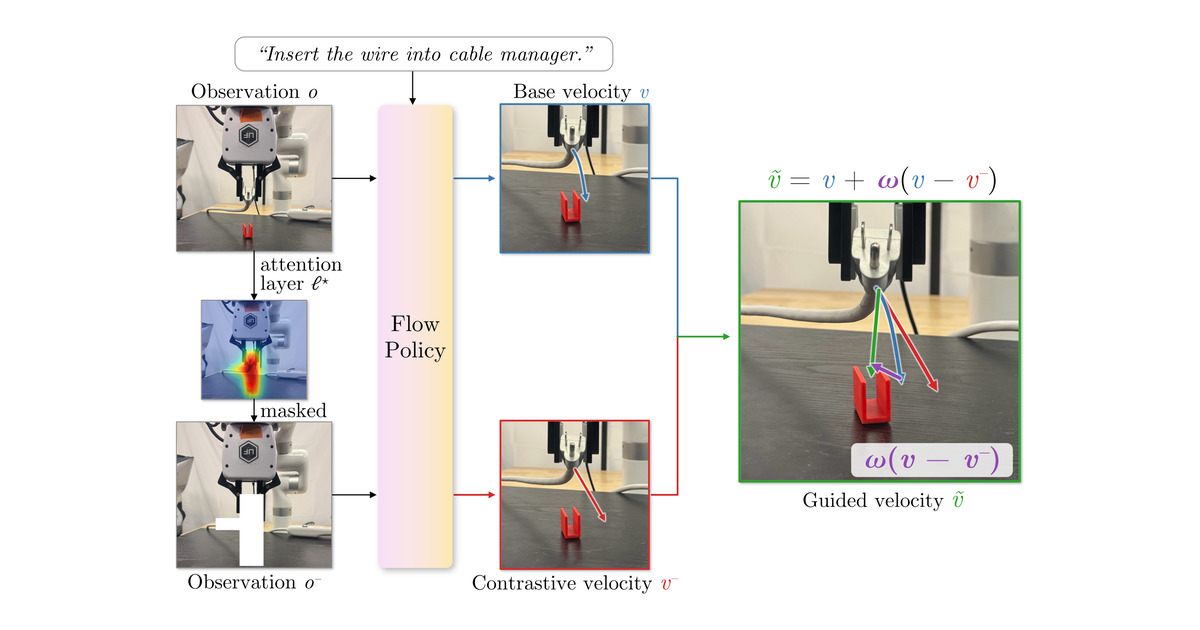 “Insert the wire into cable manager.”
Observation o
Base velocity v
attention
layer ℓ⋆
Flow
Policy
masked
Observation o⁻
Contrastive velocity v⁻
ṽ = v + ω(v − v⁻)
ω(v − v⁻)
Guided velocity ṽ